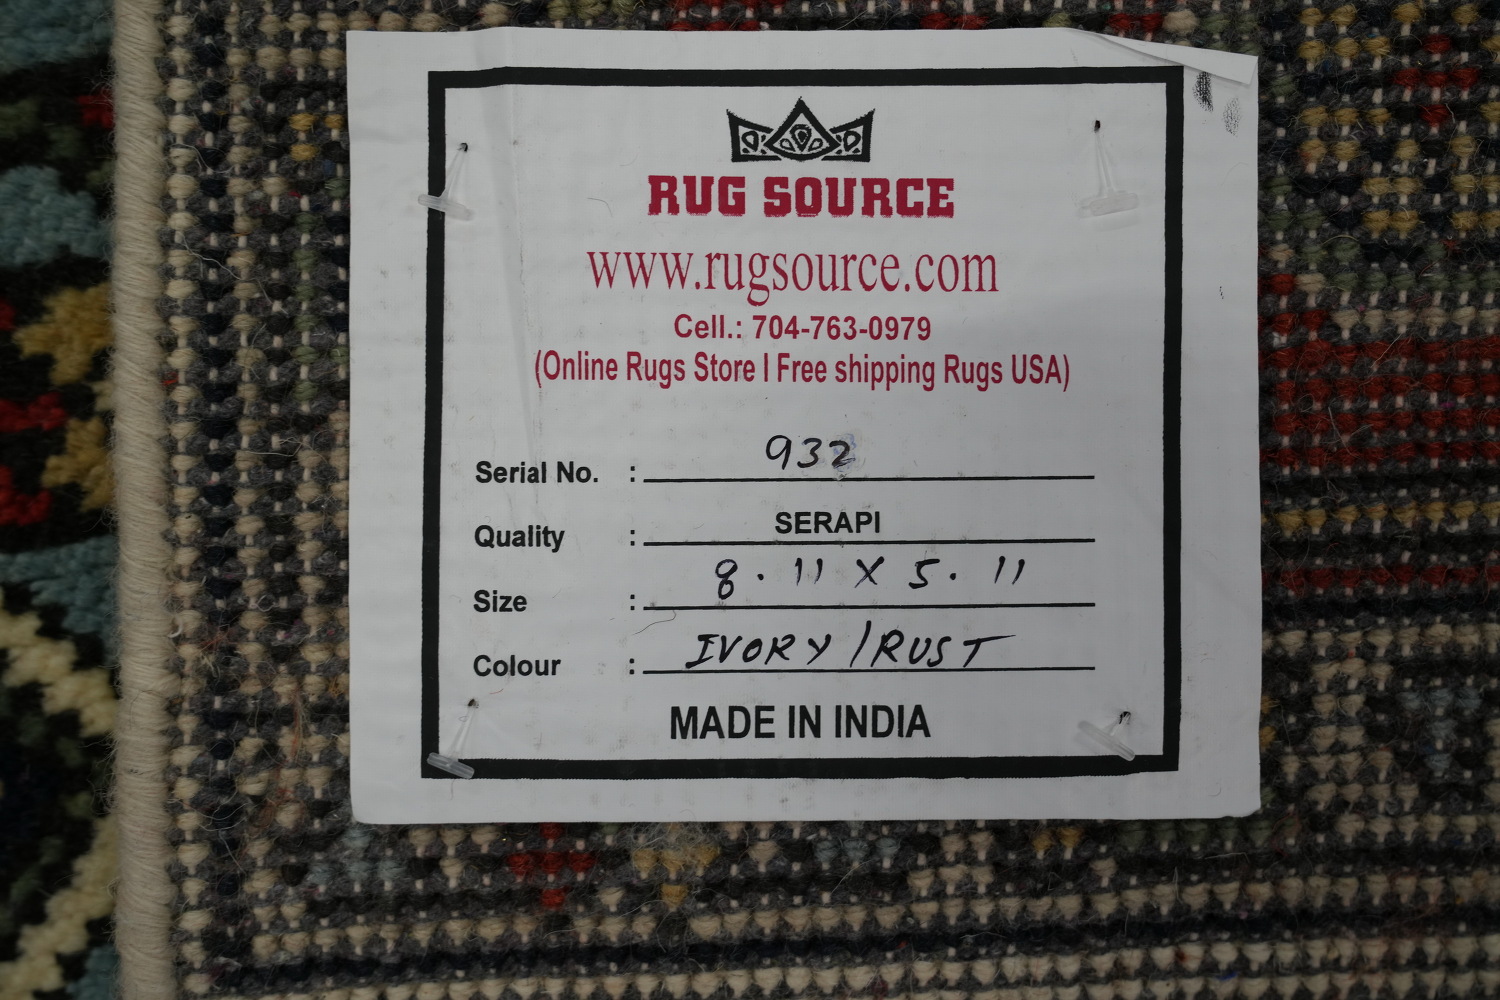 RUG SOURCE
www.rugsource.com
Cell.: 704-763-0979
(Online Rugs Store I Free shipping Rugs USA)
Serial No. : 932
Quality : SERAPI
Size : 8.11 X 5.11
Colour : IVORY/RUST
MADE IN INDIA